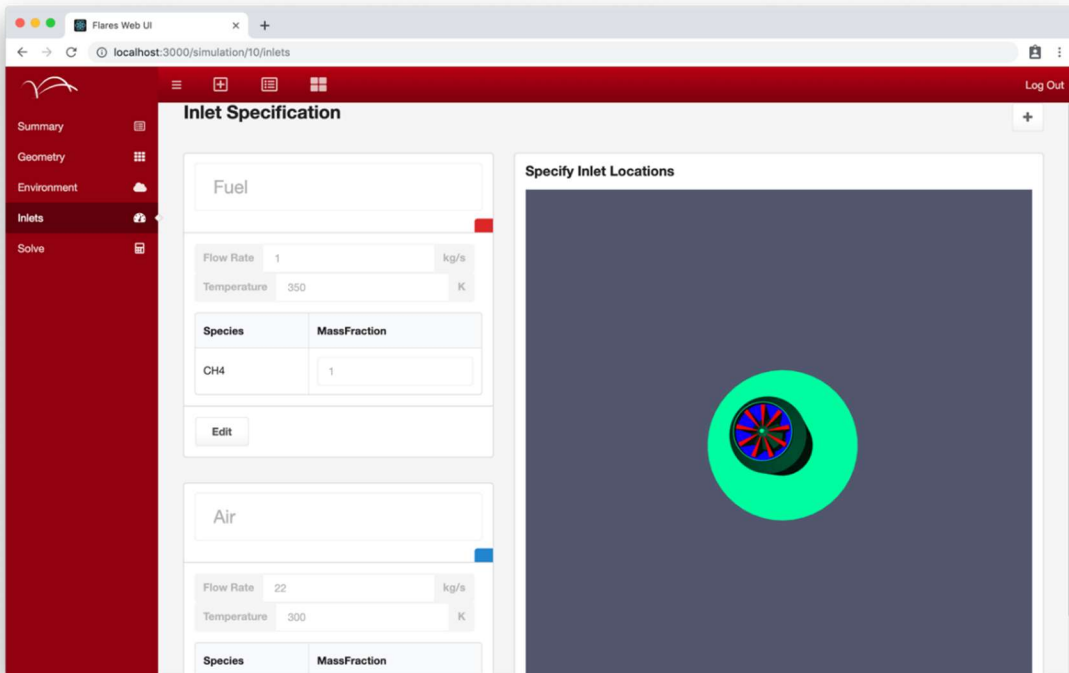 Flares Web UI
localhost:3000/simulation/10/inlets
Log Out
Summary
Geometry
Environment
Inlets
Solve
Inlet Specification
Fuel
Flow Rate 1 kg/s
Temperature 350 K
Species MassFraction
CH4 1
Edit
Air
Flow Rate 22 kg/s
Temperature 300 K
Species MassFraction
Specify Inlet Locations